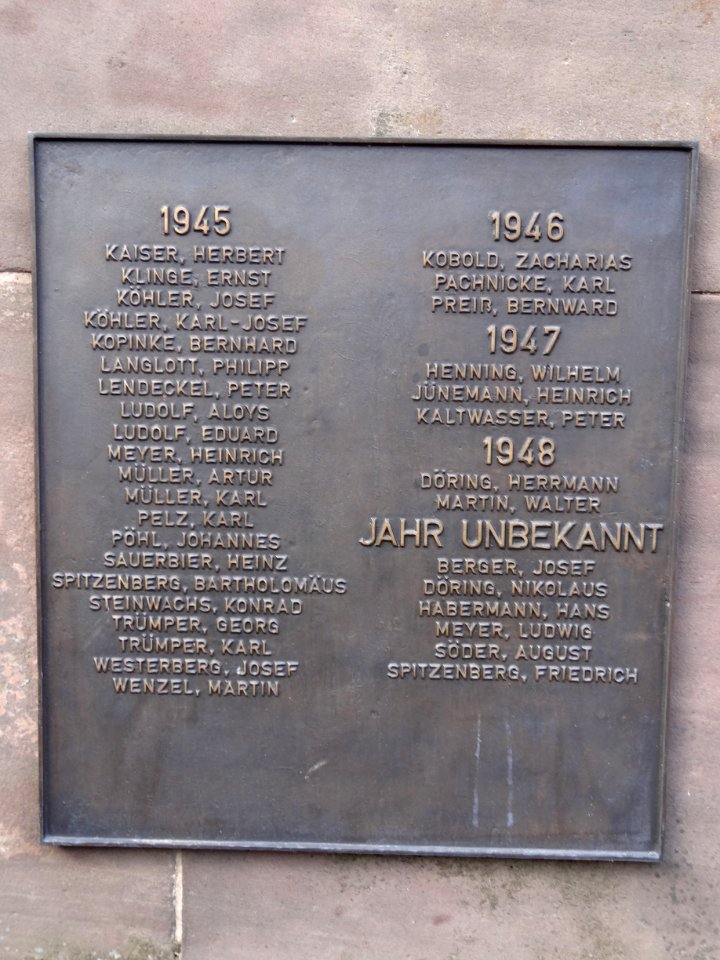 1945
KAISER, HERBERT
KLINGE, ERNST
KÖHLER, JOSEF
KÖHLER, KARL-JOSEF
KOPINKE, BERNHARD
LANGLOTT, PHILIPP
LENDECKEL, PETER
LUDOLF, ALOYS
LUDOLF, EDUARD
MEYER, HEINRICH
MÜLLER, ARTUR
MÜLLER, KARL
PELZ, KARL
PÖHL, JOHANNES
SAUERBIER, HEINZ
SPITZENBERG, BARTHOLOMÄUS
STEINWACHS, KONRAD
TRÜMPER, GEORG
TRÜMPER, KARL
WESTERBERG, JOSEF
WENZEL, MARTIN
1946
KOBOLD, ZACHARIAS
PACHNICKE, KARL
PREIß, BERNWARD
1947
HENNING, WILHELM
JÜNEMANN, HEINRICH
KALTWASSER, PETER
1948
DÖRING, HERRMANN
MARTIN, WALTER
JAHR UNBEKANNT
BERGER, JOSEF
DÖRING, NIKOLAUS
HABERMANN, HANS
MEYER, LUDWIG
SÖDER, AUGUST
SPITZENBERG, FRIEDRICH